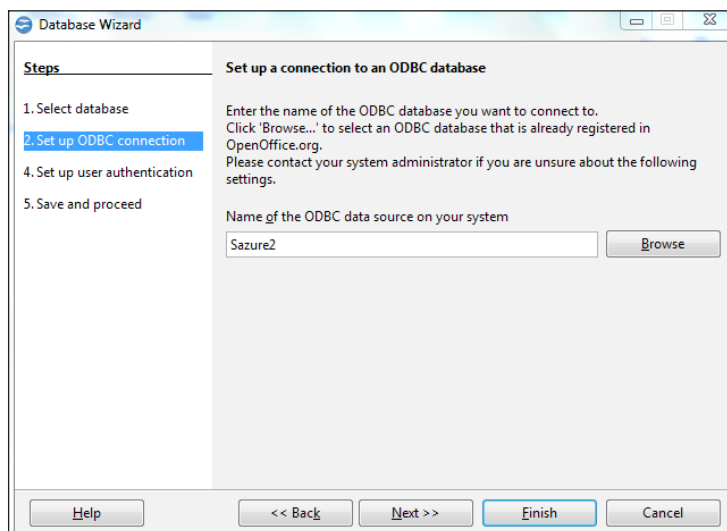 Database Wizard
Steps
1. Select database
2. Set up ODBC connection
4. Set up user authentication
5. Save and proceed
Set up a connection to an ODBC database
Enter the name of the ODBC database you want to connect to.
Click 'Browse...' to select an ODBC database that is already registered in
OpenOffice.org.
Please contact your system administrator if you are unsure about the following
settings.
Name of the ODBC data source on your system
Sazure2
Browse
Help
<< Back
Next >>
Finish
Cancel